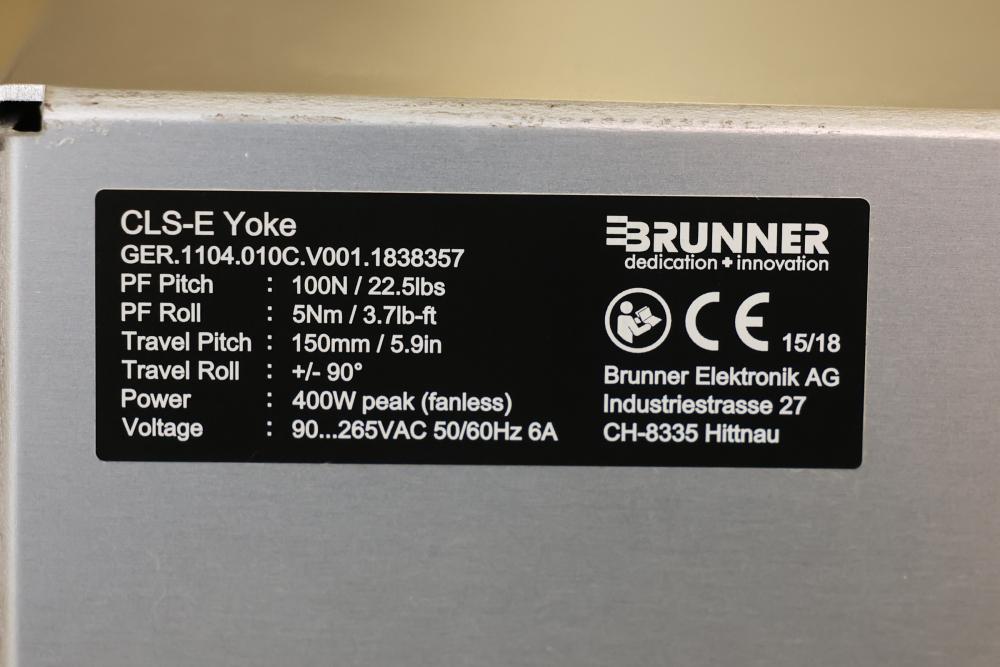 CLS-E Yoke
GER.1104.010C.V001.1838357
PF Pitch : 100N / 22.5lbs
PF Roll : 5Nm / 3.7lb-ft
Travel Pitch : 150mm / 5.9in
Travel Roll : +/- 90°
Power : 400W peak (fanless)
Voltage : 90...265VAC 50/60Hz 6A
BRUNNER
dedication + innovation
CE 15/18
Brunner Elektronik AG
Industriestrasse 27
CH-8335 Hittnau